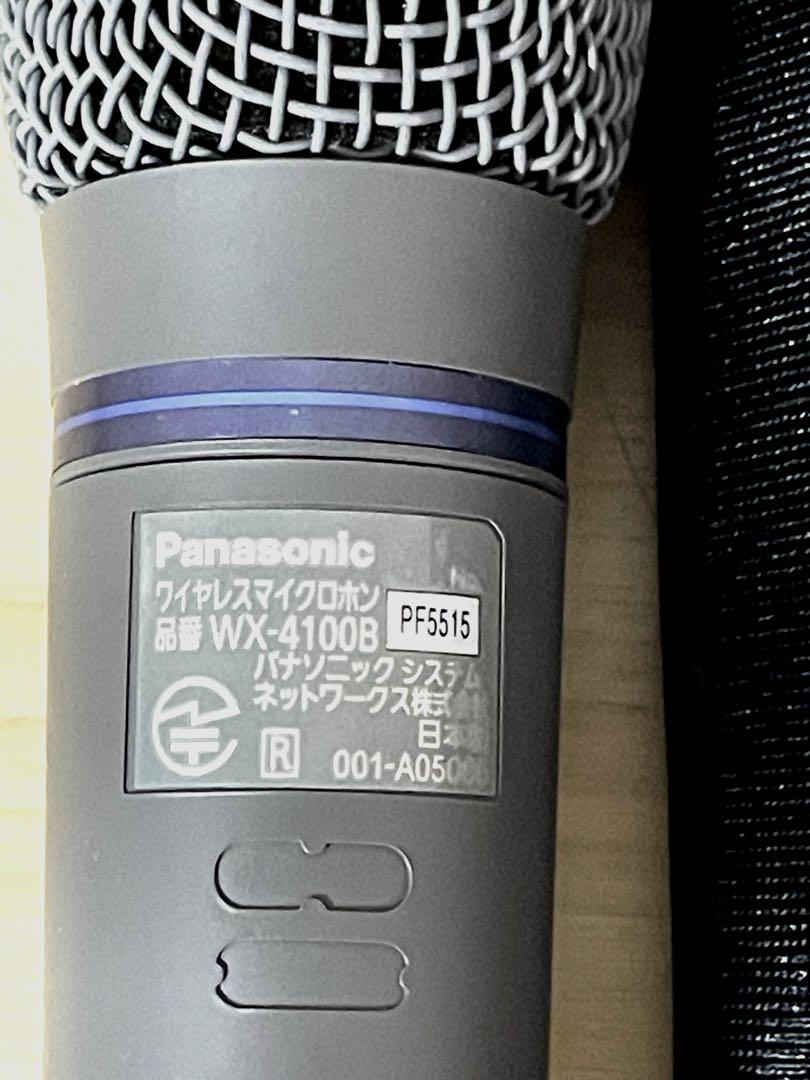 Panasonic
ワイヤレスマイクロホン
品番 WX-4100B PF5515
パナソニック システム
ネットワークス株式
日本
R 001-A05